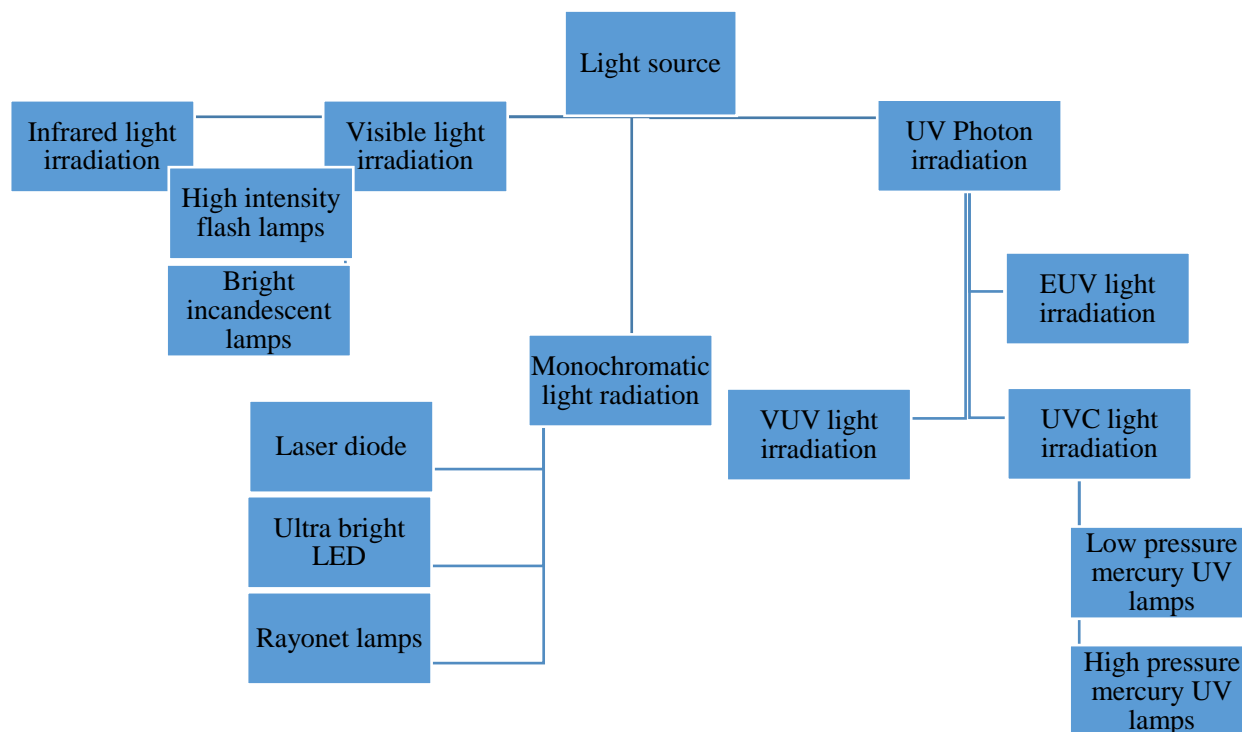 Light source
Infrared light
irradiation
Visible light
irradiation
UV Photon
irradiation
High intensity
flash lamps
Bright
incandescent
lamps
EUV light
irradiation
Monochromatic
light radiation
VUV light
irradiation
UVC light
irradiation
Laser diode
Ultra bright
LED
Rayonet lamps
Low pressure
mercury UV
lamps
High pressure
mercury UV
lamps